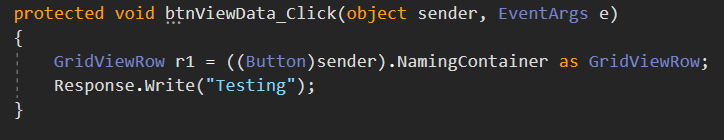 protected void btnViewData_Click(object sender, EventArgs e)
{
GridViewRow r1 = ((Button)sender).NamingContainer as GridViewRow;
Response.Write("Testing");
}